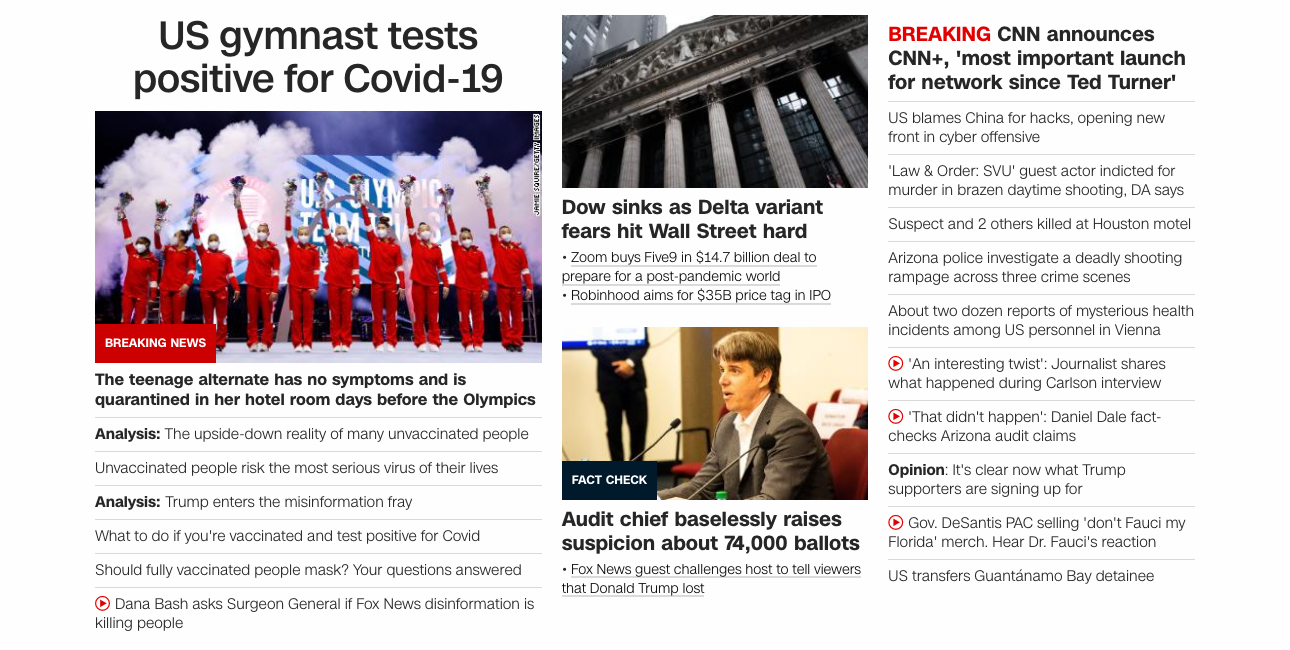 US gymnast tests
positive for Covid-19
JAMIE SQUIRE/GETTY IMAGES
U.S. OLYMPIC
TEAM TRIALS
BREAKING NEWS
The teenage alternate has no symptoms and is
quarantined in her hotel room days before the Olympics
Analysis: The upside-down reality of many unvaccinated people
Unvaccinated people risk the most serious virus of their lives
Analysis: Trump enters the misinformation fray
What to do if you're vaccinated and test positive for Covid
Should fully vaccinated people mask? Your questions answered
Dana Bash asks Surgeon General if Fox News disinformation is
killing people
Dow sinks as Delta variant
fears hit Wall Street hard
• Zoom buys Five9 in $14.7 billion deal to
prepare for a post-pandemic world
• Robinhood aims for $35B price tag in IPO
FACT CHECK
Audit chief baselessly raises
suspicion about 74,000 ballots
• Fox News guest challenges host to tell viewers
that Donald Trump lost
BREAKING CNN announces
CNN+, 'most important launch
for network since Ted Turner'
US blames China for hacks, opening new
front in cyber offensive
'Law & Order: SVU' guest actor indicted for
murder in brazen daytime shooting, DA says
Suspect and 2 others killed at Houston motel
Arizona police investigate a deadly shooting
rampage across three crime scenes
About two dozen reports of mysterious health
incidents among US personnel in Vienna
'An interesting twist': Journalist shares
what happened during Carlson interview
'That didn't happen': Daniel Dale fact-
checks Arizona audit claims
Opinion: It's clear now what Trump
supporters are signing up for
Gov. DeSantis PAC selling 'don't Fauci my
Florida' merch. Hear Dr. Fauci's reaction
US transfers Guantánamo Bay detainee